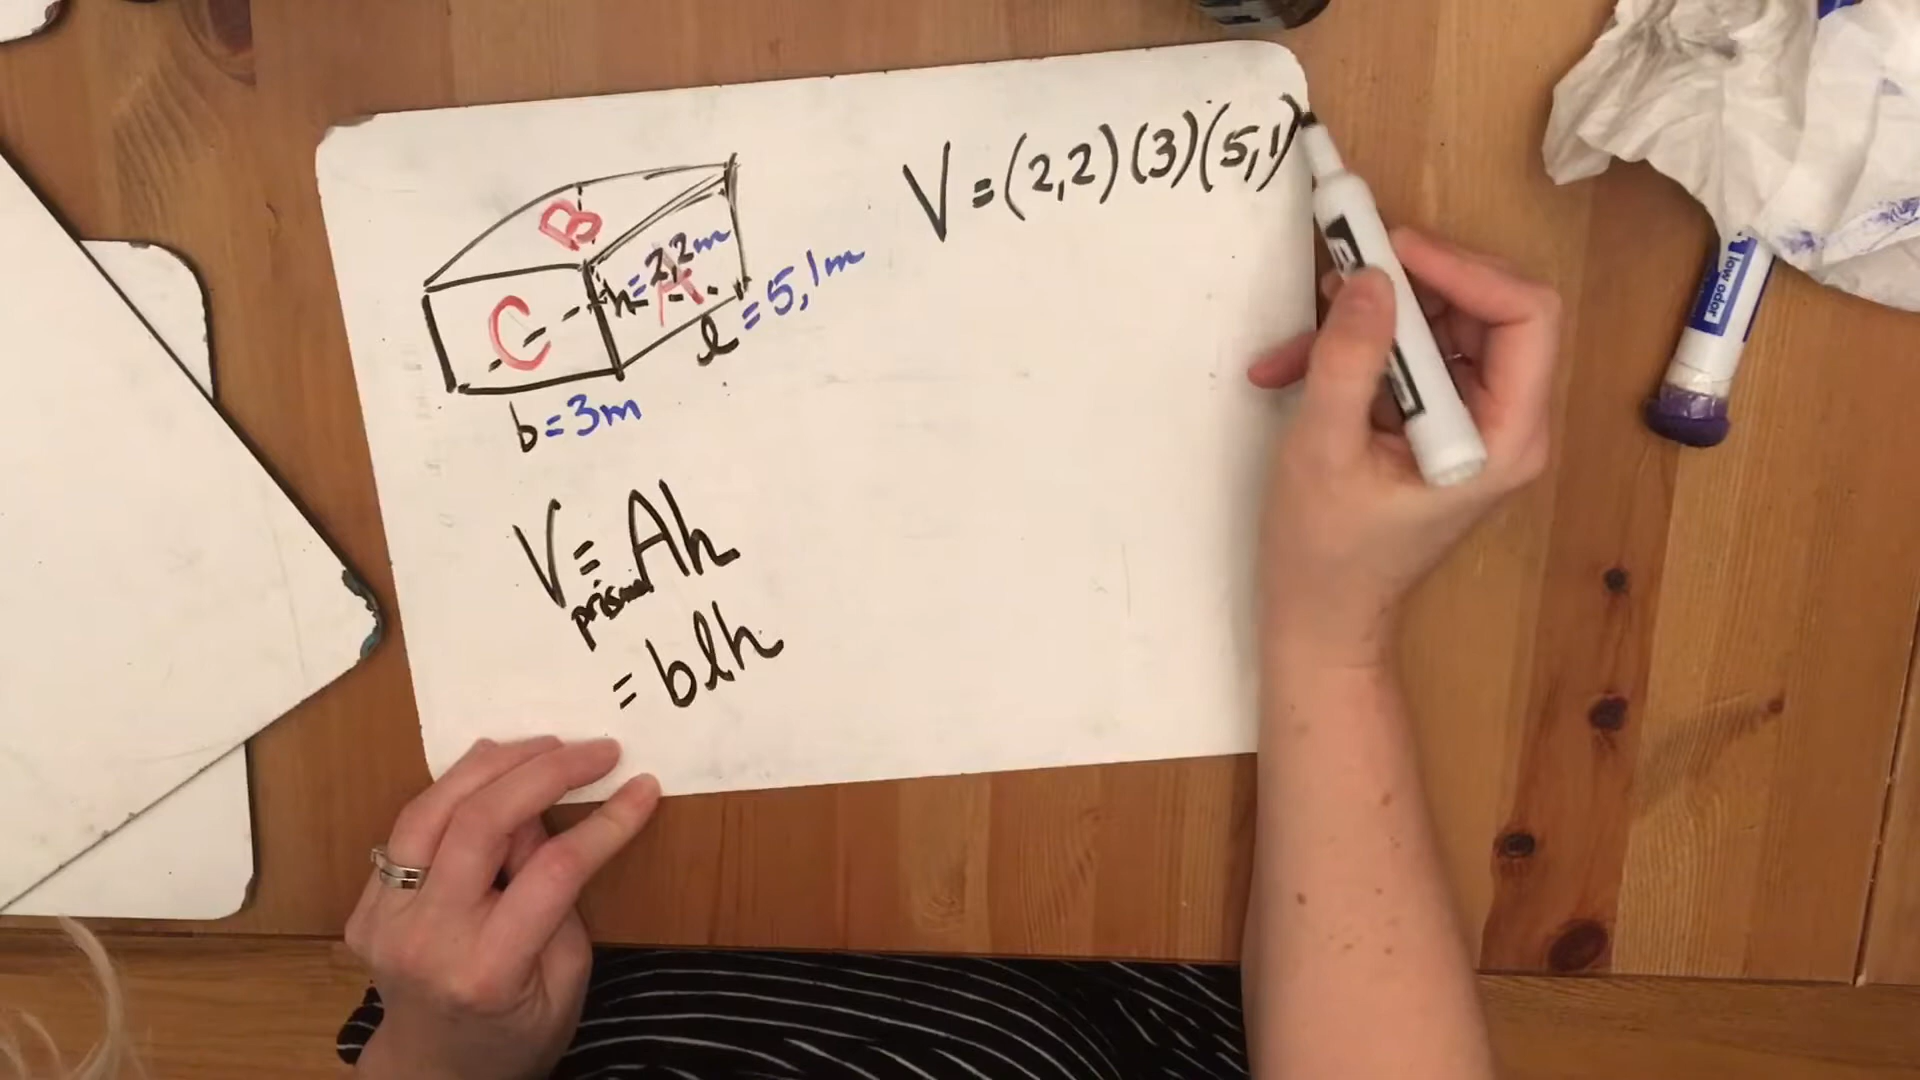 V = (2,2)(3)(5,1)
B
h=2,2m
A
C
l = 5,1m
b=3m
V = Ah
prism
= blh
low odor